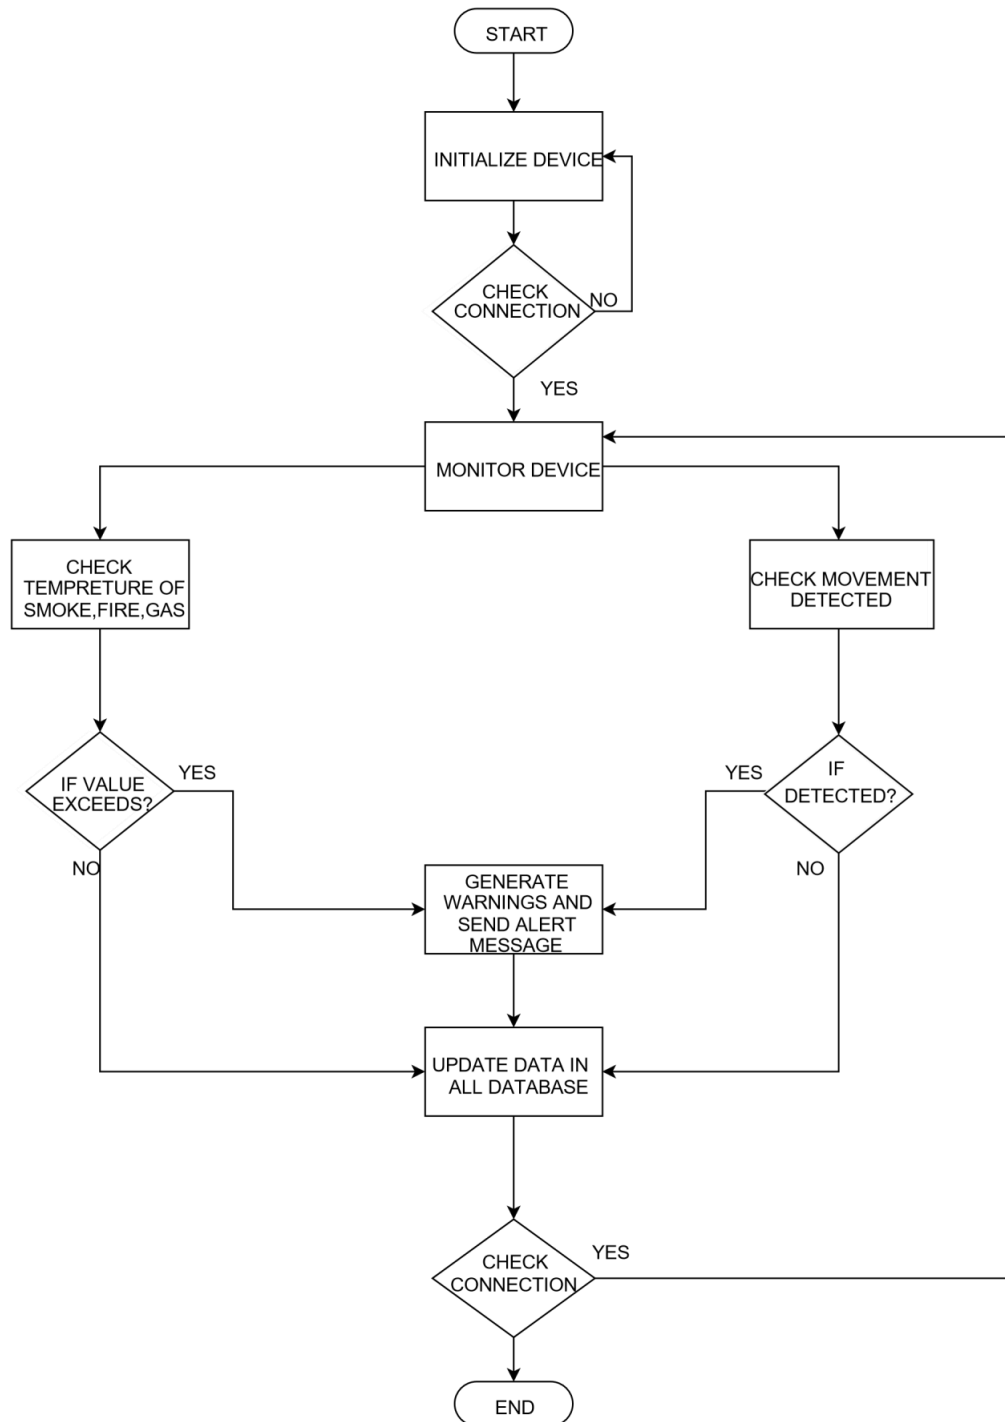 START
INITIALIZE DEVICE
CHECK
CONNECTION
NO
YES
MONITOR DEVICE
CHECK
TEMPRETURE OF
SMOKE,FIRE,GAS
CHECK MOVEMENT
DETECTED
IF VALUE
EXCEEDS?
YES
NO
YES
IF
DETECTED?
NO
GENERATE
WARNINGS AND
SEND ALERT
MESSAGE
UPDATE DATA IN
ALL DATABASE
CHECK
CONNECTION
YES
END